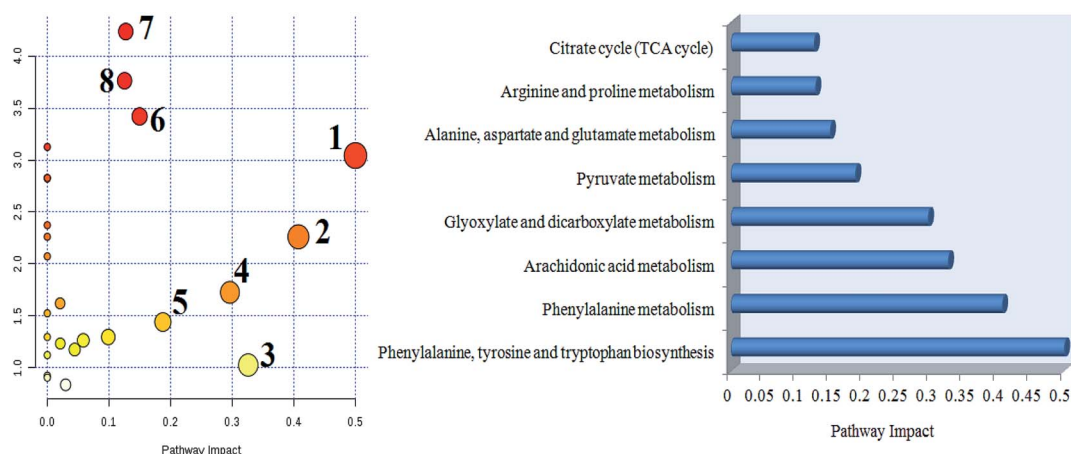 7
4.0
8
3.5
6
1
3.0
2.5
2
2.0
4
1.5
5
3
1.0
0.0 0.1 0.2 0.3 0.4 0.5
Pathway Impact
Citrate cycle (TCA cycle)
Arginine and proline metabolism
Alanine, aspartate and glutamate metabolism
Pyruvate metabolism
Glyoxylate and dicarboxylate metabolism
Arachidonic acid metabolism
Phenylalanine metabolism
Phenylalanine, tyrosine and tryptophan biosynthesis
0 0.05 0.1 0.15 0.2 0.25 0.3 0.35 0.4 0.45 0.5
Pathway Impact